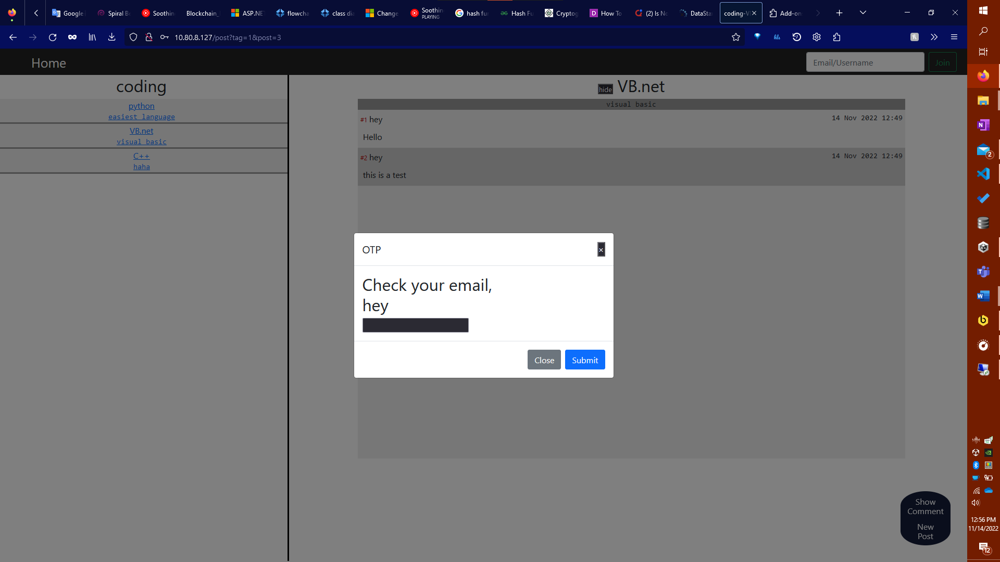 Google
Spiral Be
Soothin
Blockchain_
ASP.NE
flowcha
class dia
Change
Soothin
PLAYING
hash fun
Hash Fu
Cryptog
How To
(2) Is No
DataSta
coding-V
Add-on
10.80.8.127/post?tag=1&post=3
Home
Email/Username
Join
coding
python
easiest language
VB.net
visual basic
C++
haha
hide VB.net
visual basic
#1 hey
14 Nov 2022 12:49
Hello
#2 hey
14 Nov 2022 12:49
this is a test
OTP
×
Check your email,
hey
Close
Submit
Show
Comment
New
Post
2
12:56 PM
11/14/2022
12